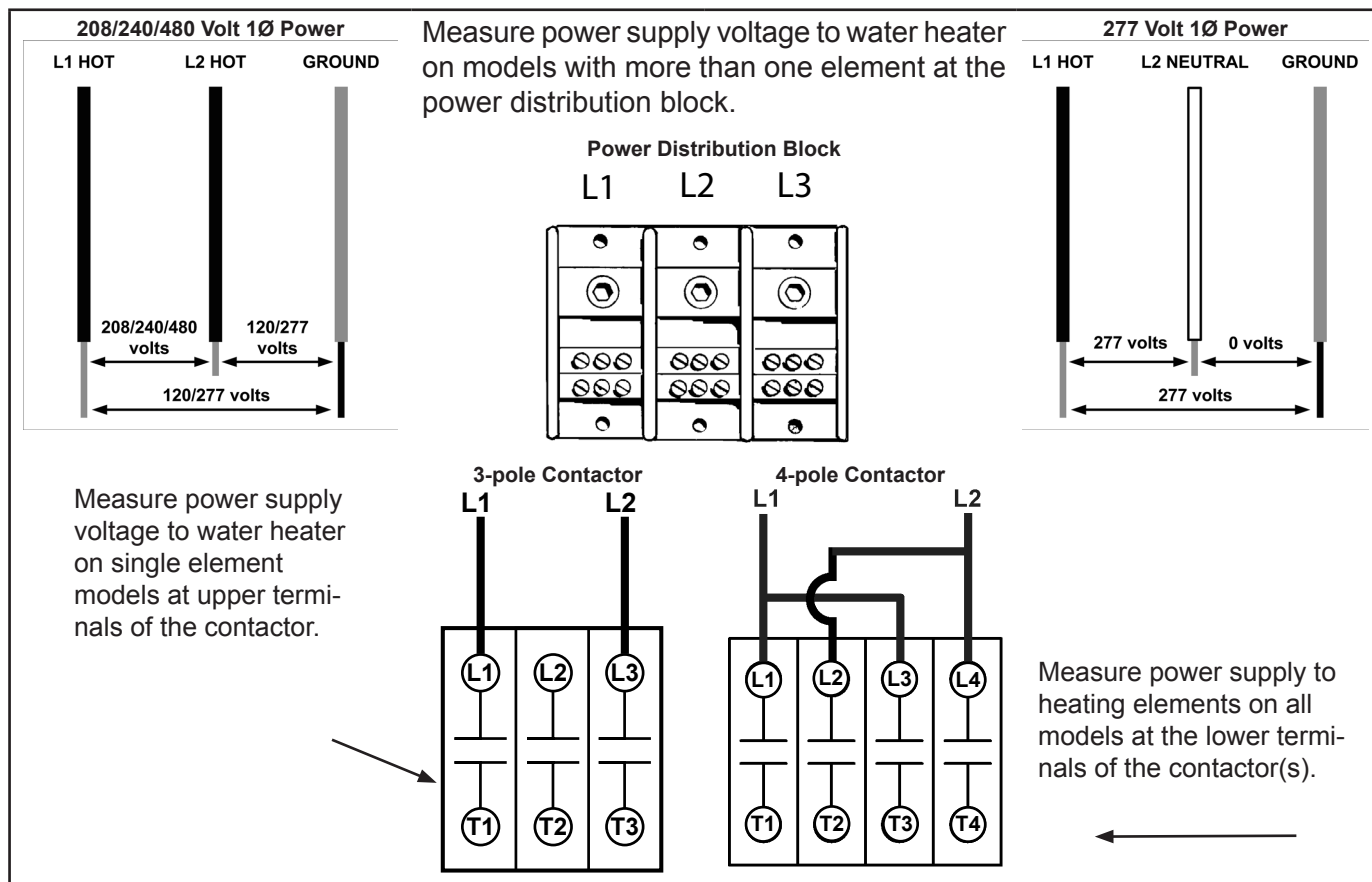 208/240/480 Volt 1Ø Power
L1 HOT L2 HOT GROUND
208/240/480
volts
120/277
volts
120/277 volts
Measure power supply voltage to water heater
on models with more than one element at the
power distribution block.
Power Distribution Block
L1 L2 L3
277 Volt 1Ø Power
L1 HOT L2 NEUTRAL GROUND
277 volts 0 volts
277 volts
Measure power supply
voltage to water heater
on single element
models at upper termi-
nals of the contactor.
3-pole Contactor
L1 L2
L1 L2 L3
T1 T2 T3
4-pole Contactor
L1 L2
L1 L2 L3 L4
T1 T2 T3 T4
Measure power supply to
heating elements on all
models at the lower termi-
nals of the contactor(s).